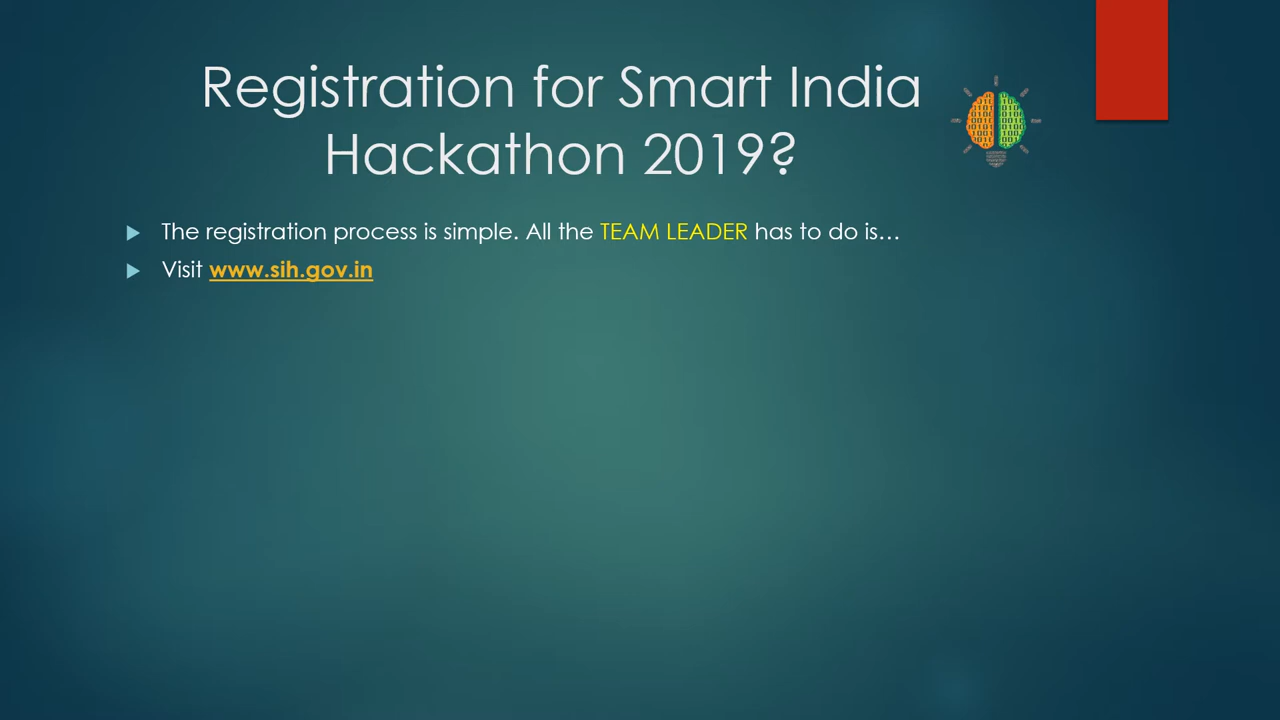 Registration for Smart India
Hackathon 2019?
The registration process is simple. All the TEAM LEADER has to do is…
Visit www.sih.gov.in